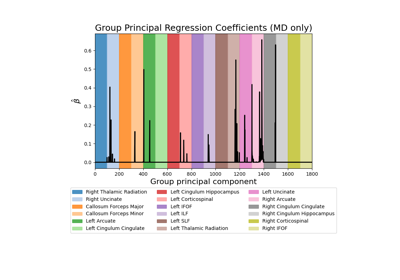 Group Principal Regression Coefficients (MD only)
0.6
0.5
0.4
0.3
0.2
0.1
0.0
β̂
0 200 400 600 800 1000 1200 1400 1600 1800
Group principal component
Right Thalamic Radiation Left Cingulum Hippocampus Left Uncinate
Right Uncinate Left Corticospinal Right Arcuate
Callosum Forceps Major Left IFOF Right Cingulum Cingulate
Callosum Forceps Minor Left ILF Right Cingulum Hippocampus
Left Arcuate Left SLF Right Corticospinal
Left Cingulum Cingulate Left Thalamic Radiation Right IFOF